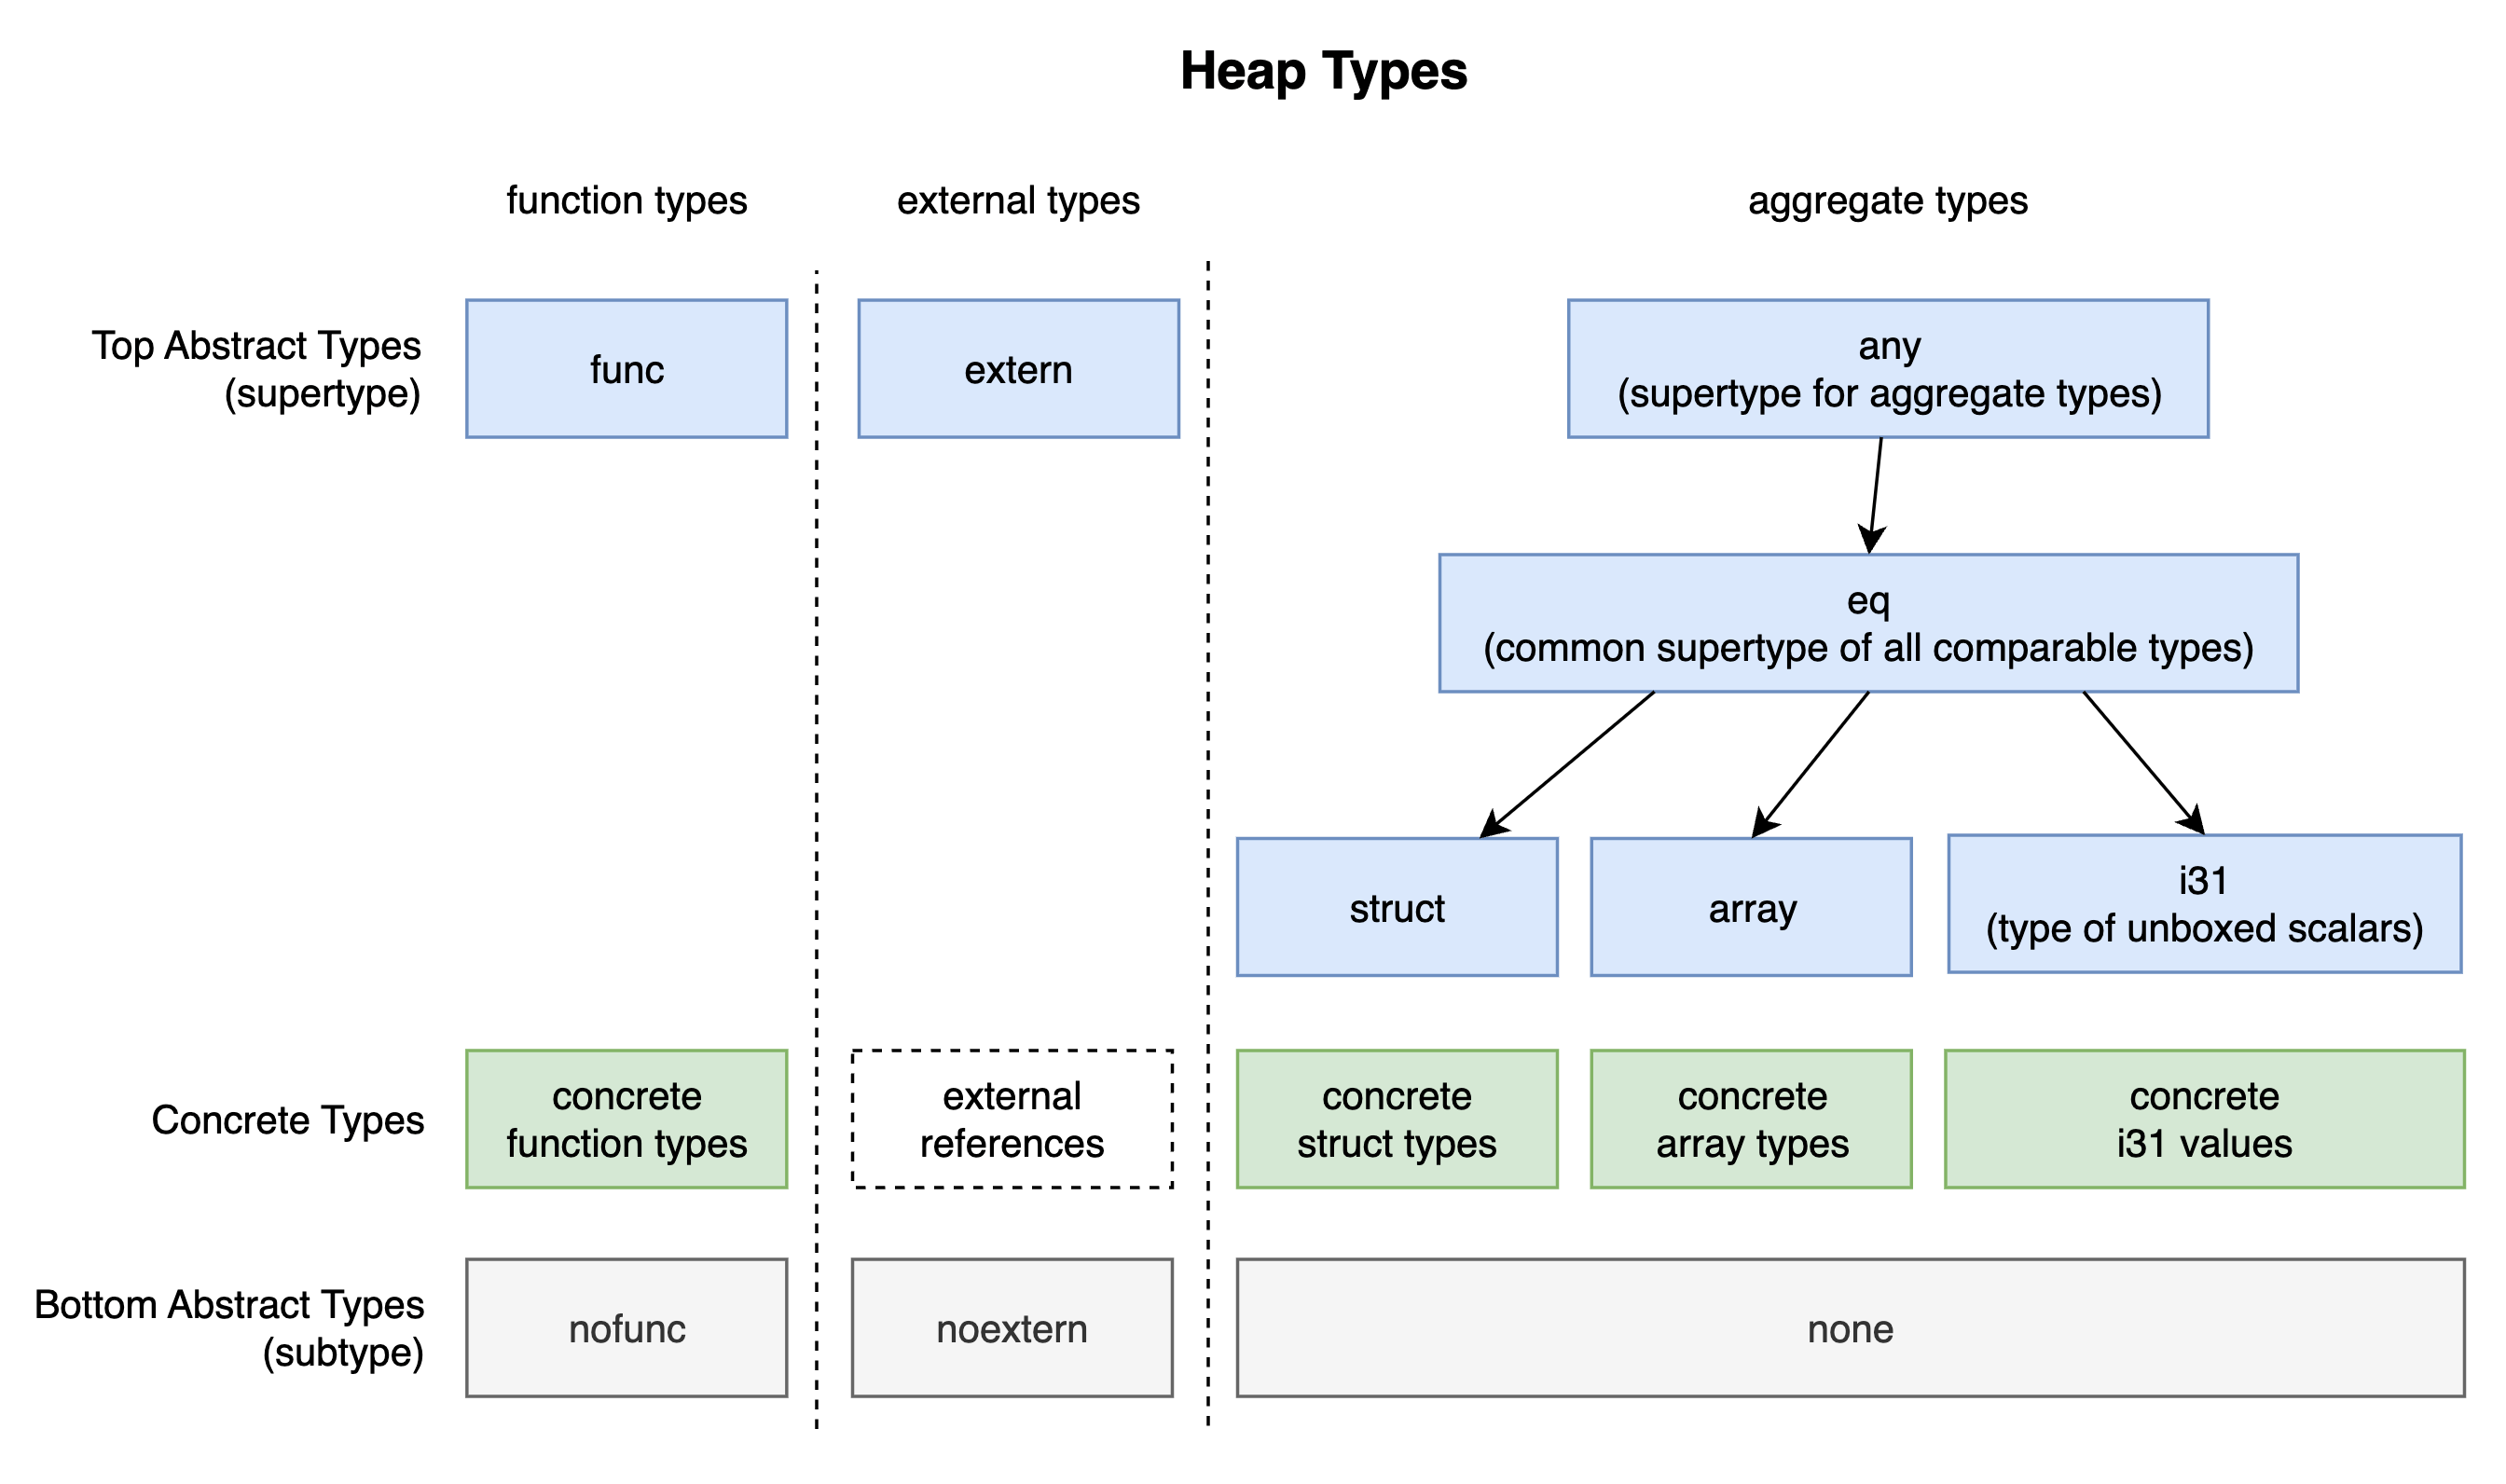 Heap Types
function types
external types
aggregate types
Top Abstract Types
(supertype)
func
extern
any
(supertype for aggregate types)
eq
(common supertype of all comparable types)
struct
array
i31
(type of unboxed scalars)
Concrete Types
concrete
function types
external
references
concrete
struct types
concrete
array types
concrete
i31 values
Bottom Abstract Types
(subtype)
nofunc
noextern
none